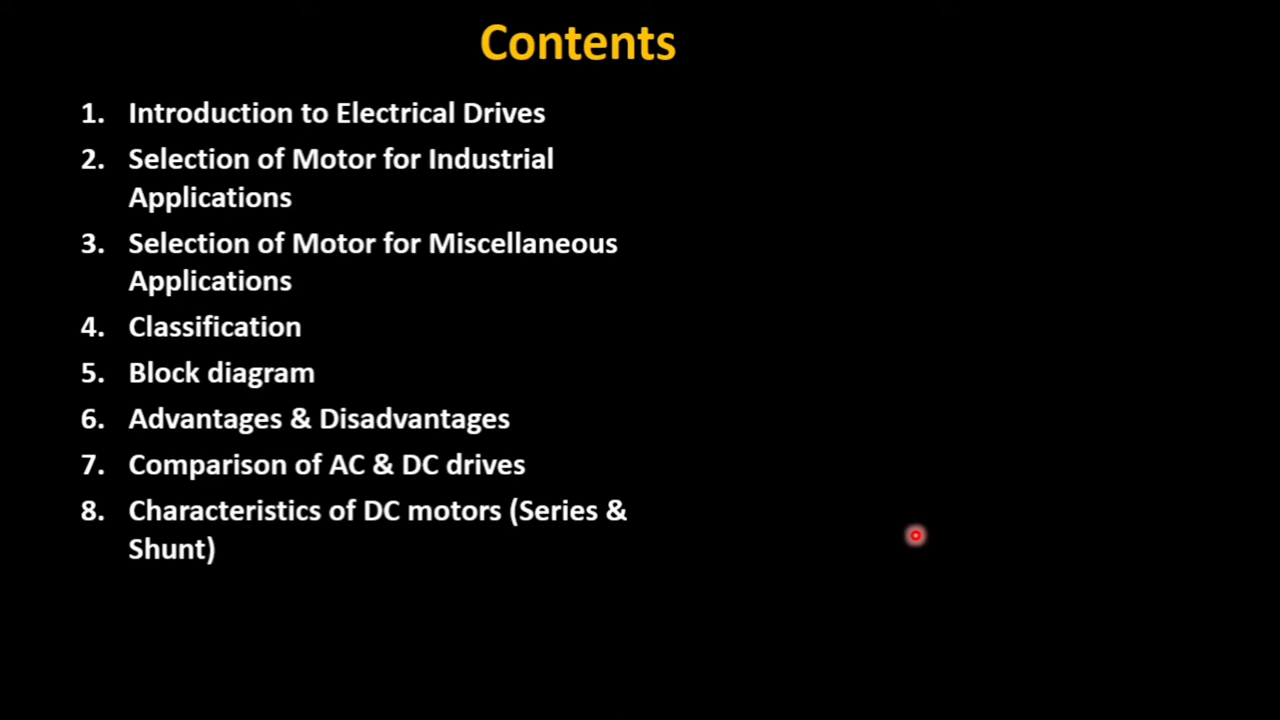 Contents
1. Introduction to Electrical Drives
2. Selection of Motor for Industrial
Applications
3. Selection of Motor for Miscellaneous
Applications
4. Classification
5. Block diagram
6. Advantages & Disadvantages
7. Comparison of AC & DC drives
8. Characteristics of DC motors (Series &
Shunt)